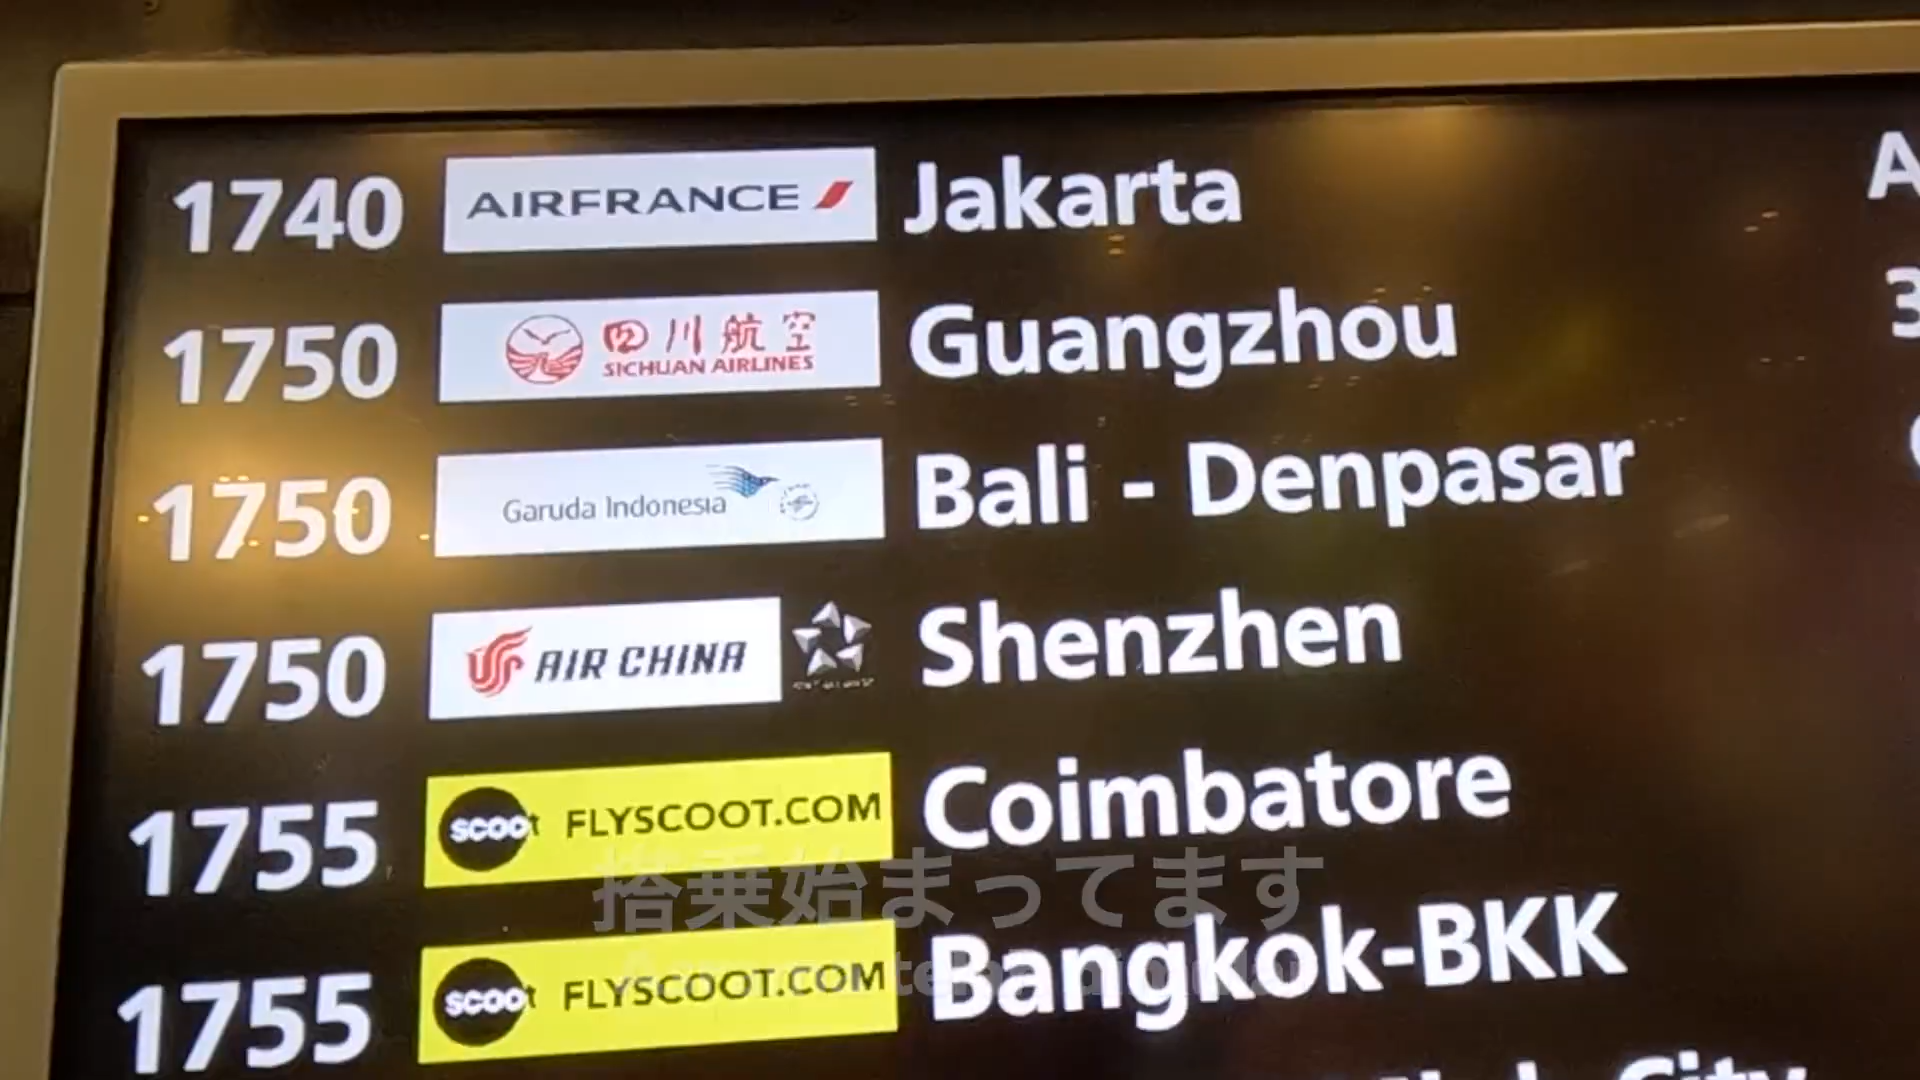 1740 AIRFRANCE Jakarta A
1750 四川航空 SICHUAN AIRLINES Guangzhou 3
1750 Garuda Indonesia Bali - Denpasar
1750 AIR CHINA Shenzhen
1755 scoot FLYSCOOT.COM Coimbatore
搭乗始まってます
1755 scoot FLYSCOOT.COM Bangkok-BKK
City